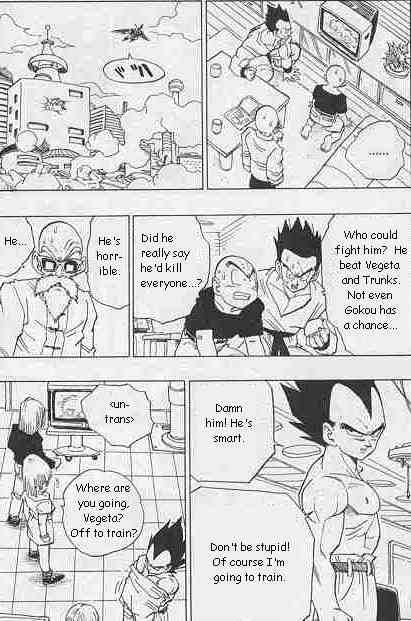 ......
He...
He's
horr-
ible.
Did he
really say
he'd kill
everyone...?
Who could
fight him?  He
beat Vegeta
and Trunks.
Not even
Gokou has
a chance...
<un-
trans>
Where are
you going,
Vegeta?
Off to train?
Damn
him! He's
smart.
Don't be stupid!
Of course I'm
going to train.